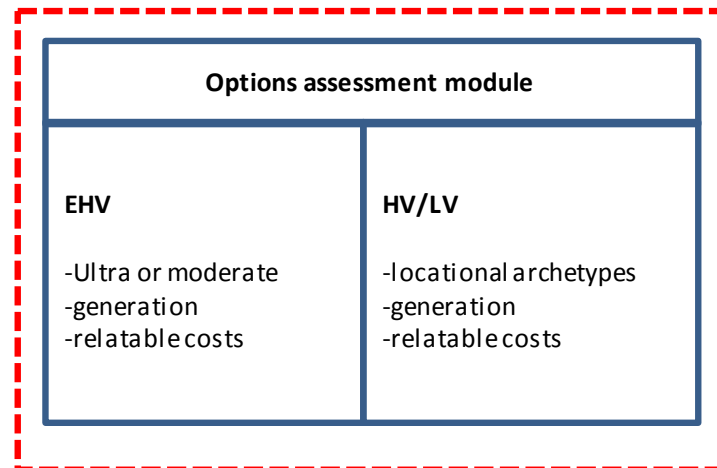 Options assessment module
EHV
-Ultra or moderate
-generation
-relatable costs
HV/LV
-locational archetypes
-generation
-relatable costs